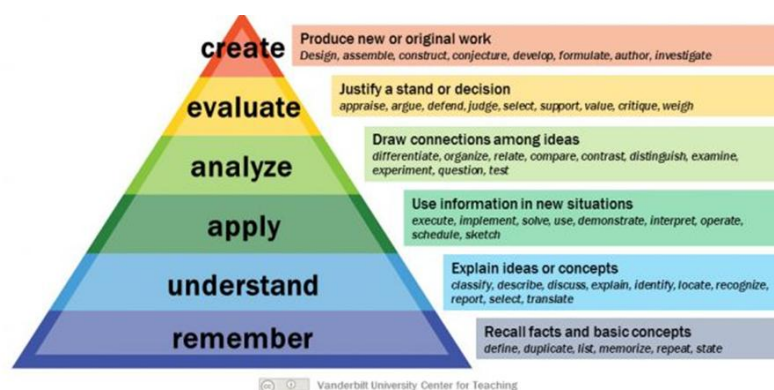 create
Produce new or original work
Design, assemble, construct, conjecture, develop, formulate, author, investigate
evaluate
Justify a stand or decision
appraise, argue, defend, judge, select, support, value, critique, weigh
analyze
Draw connections among ideas
differentiate, organize, relate, compare, contrast, distinguish, examine,
experiment, question, test
apply
Use information in new situations
execute, implement, solve, use, demonstrate, interpret, operate,
schedule, sketch
understand
Explain ideas or concepts
classify, describe, discuss, explain, identify, locate, recognize,
report, select, translate
remember
Recall facts and basic concepts
define, duplicate, list, memorize, repeat, state
cc
Vanderbilt University Center for Teaching